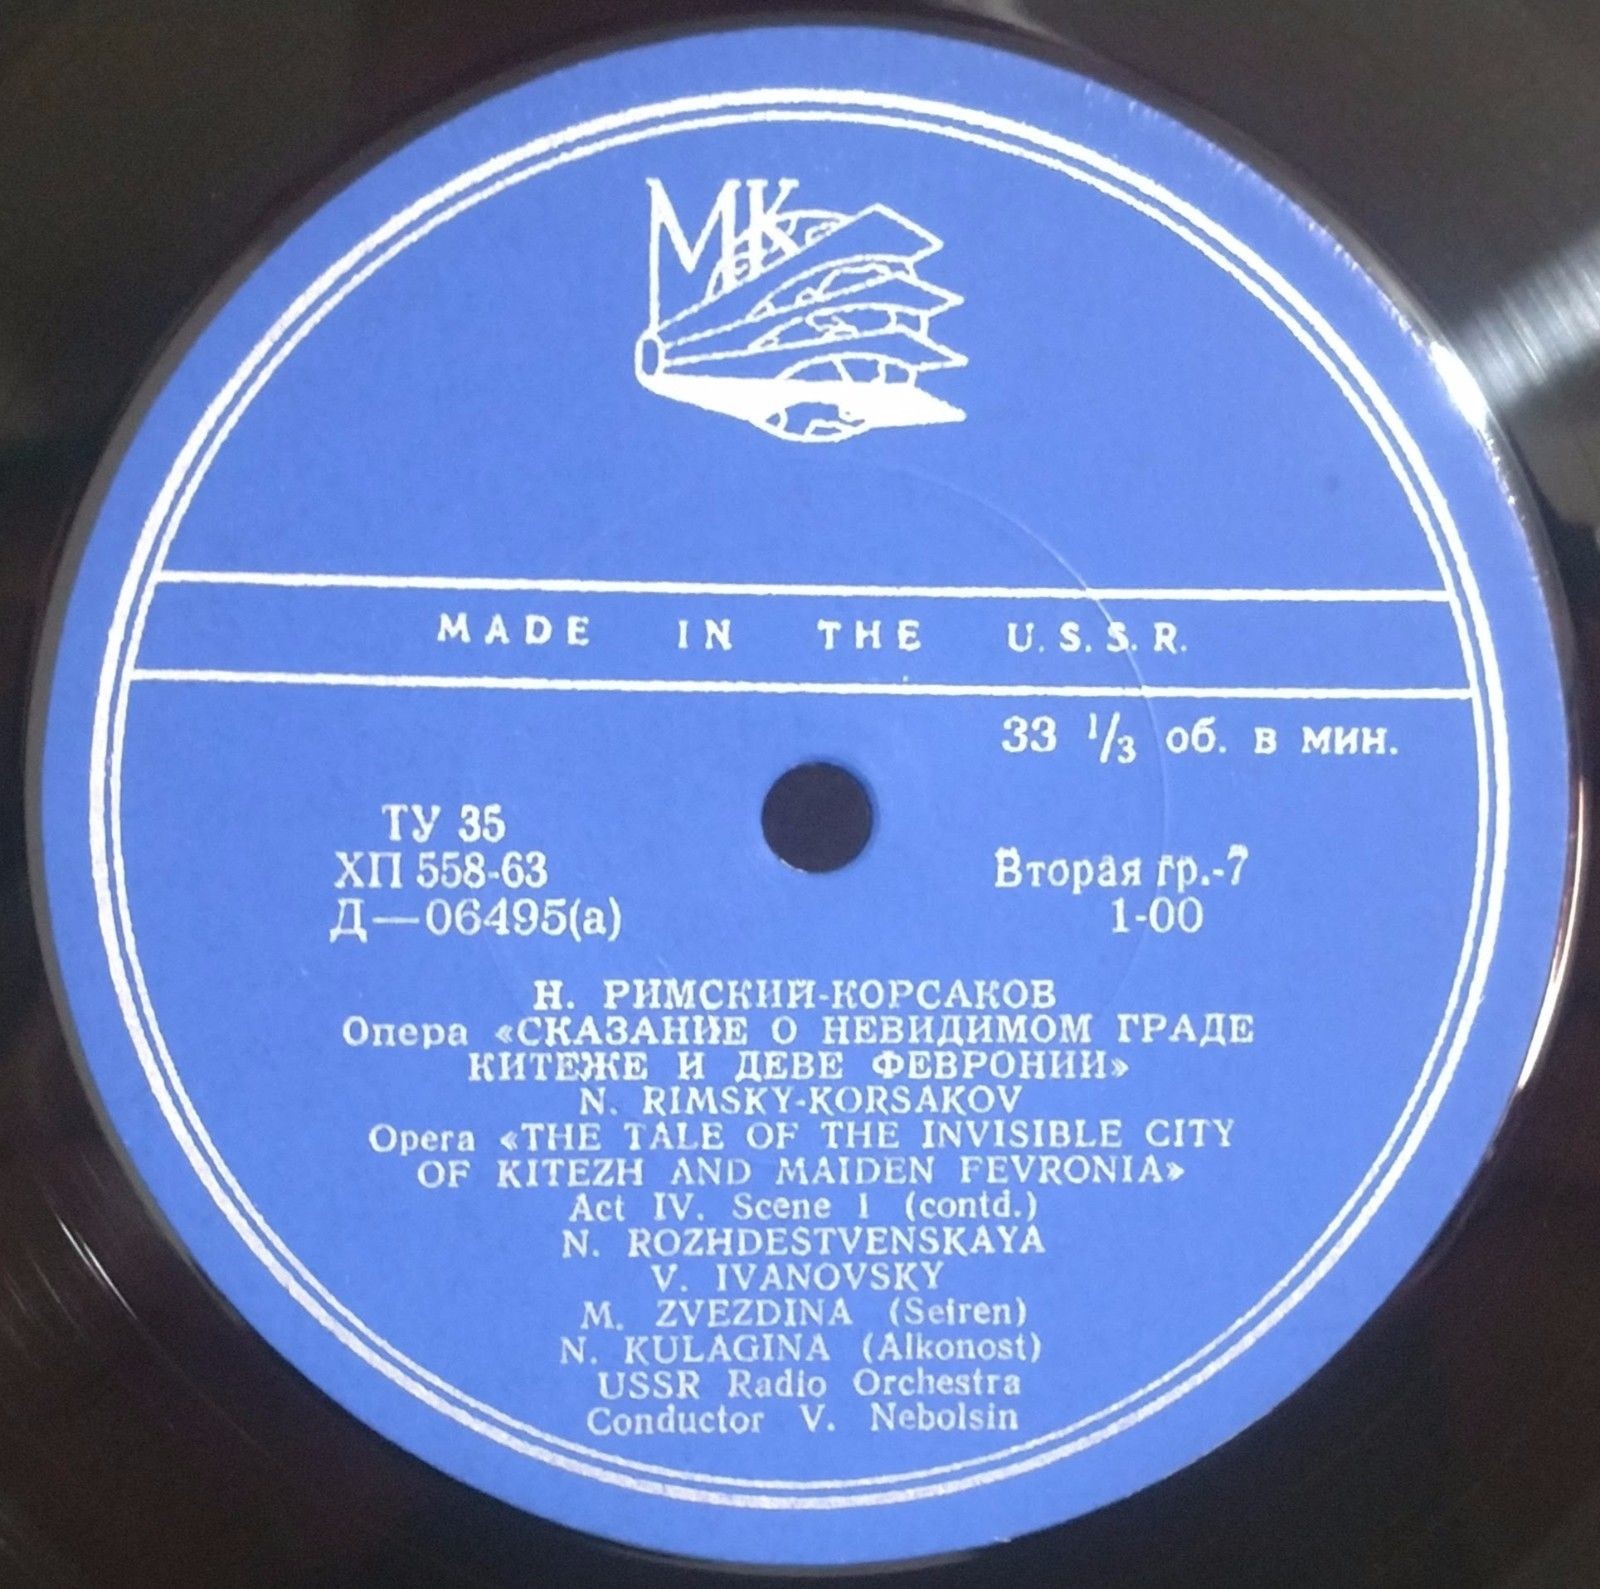 МК
MADE IN THE U.S.S.R.
33 1/3 об. в мин.
ТУ 35
ХП 558-63
Д—06495(а)
Вторая гр.-7
1-00
Н. РИМСКИЙ-КОРСАКОВ
Опера «СКАЗАНИЕ О НЕВИДИМОМ ГРАДЕ
КИТЕЖЕ И ДЕВЕ ФЕВРОНИИ»
N. RIMSKY-KORSAKOV
Opera «THE TALE OF THE INVISIBLE CITY
OF KITEZH AND MAIDEN FEVRONIA»
Act IV. Scene 1 (contd.)
N. ROZHDESTVENSKAYA
V. IVANOVSKY
M. ZVEZDINA (Seiren)
N. KULAGINA (Alkonost)
USSR Radio Orchestra
Conductor V. Nebolsin